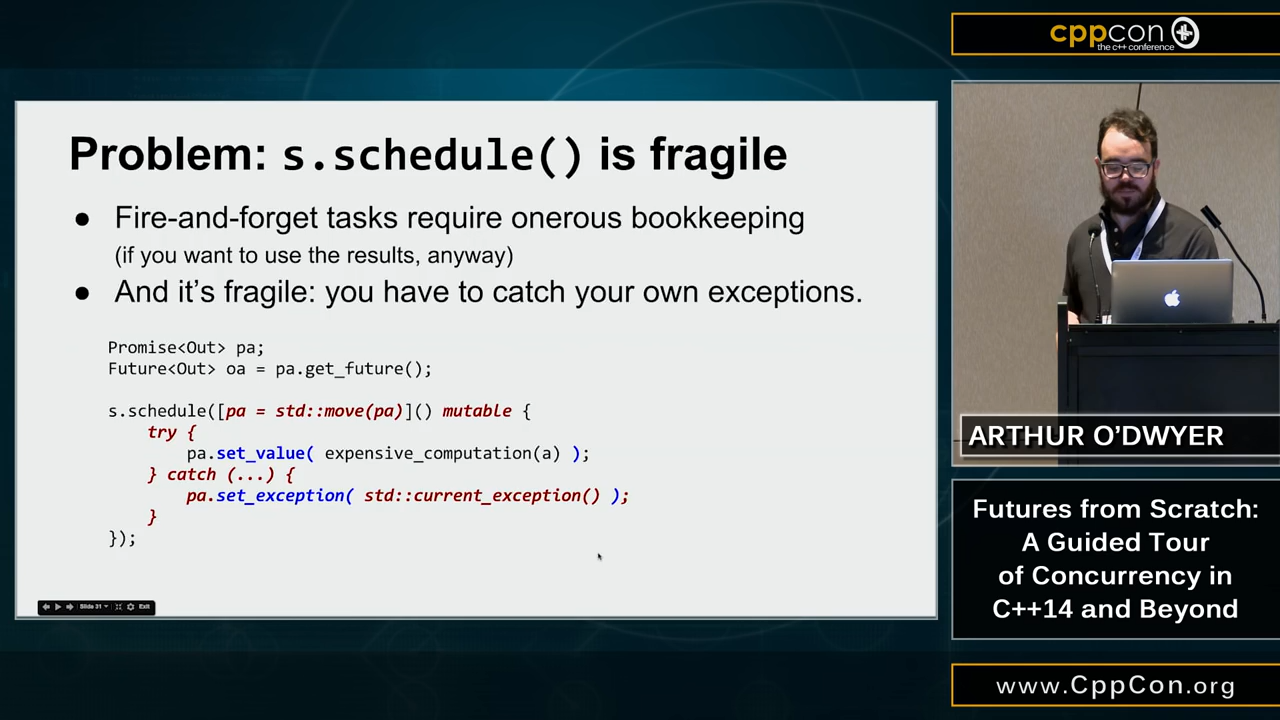 Problem: s.schedule() is fragile
● Fire-and-forget tasks require onerous bookkeeping
(if you want to use the results, anyway)
● And it's fragile: you have to catch your own exceptions.
Promise<Out> pa;
Future<Out> oa = pa.get_future();
s.schedule([pa = std::move(pa)]() mutable {
    try {
        pa.set_value( expensive_computation(a) );
    } catch (...) {
        pa.set_exception( std::current_exception() );
    }
});
Slide 31
Exit
cppcon
the c++ conference
ARTHUR O'DWYER
Futures from Scratch:
A Guided Tour
of Concurrency in
C++14 and Beyond
www.CppCon.org